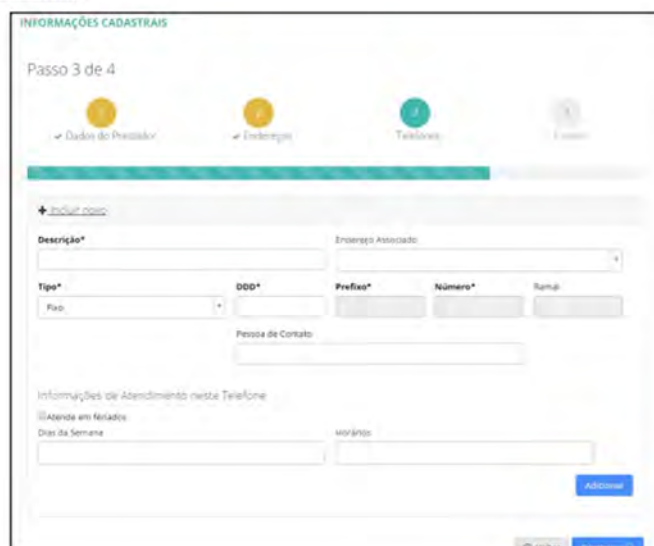 INFORMAÇÕES CADASTRAIS
Passo 3 de 4
✔ Dados do Prestador ✔ Endereços Telefones
+ Incluir novo
Descrição* Endereço Associado
Tipo* DDD* Prefixo* Número* Ramal
Fixo
Pessoa de Contato
Informações de Atendimento neste Telefone
Atende em feriados
Dias da Semana Horários
Adicionar